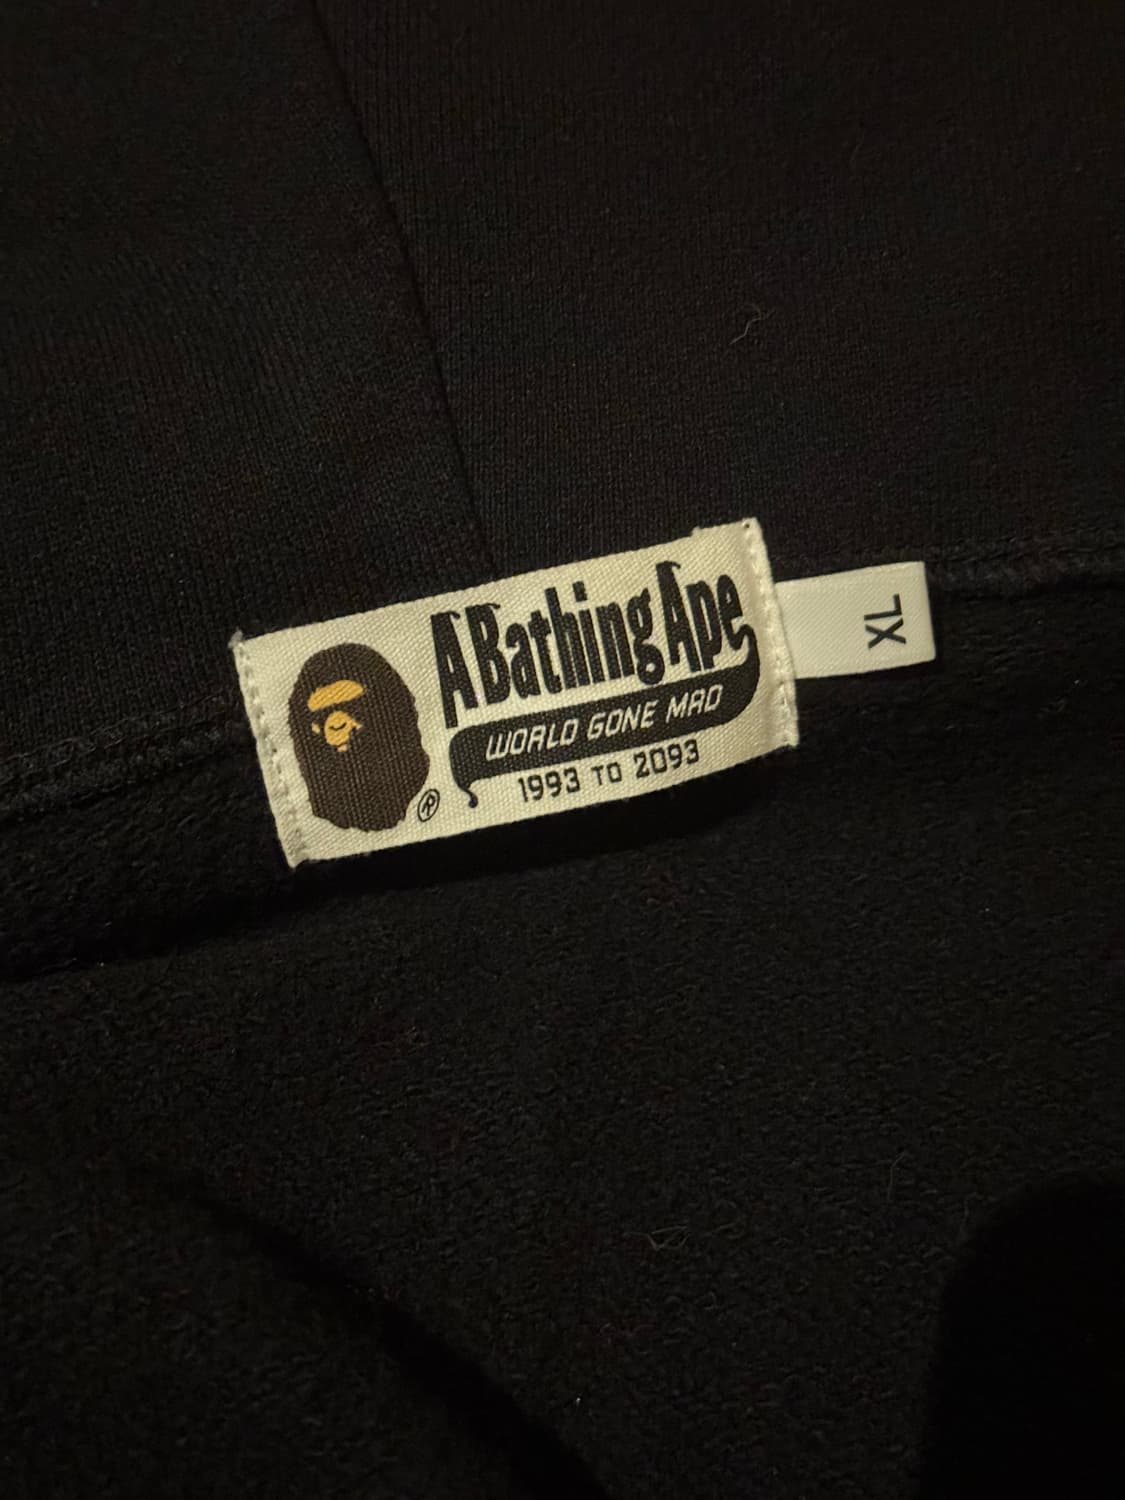 A Bathing Ape
WORLD GONE MAD
1993 TO 2093
®
XL